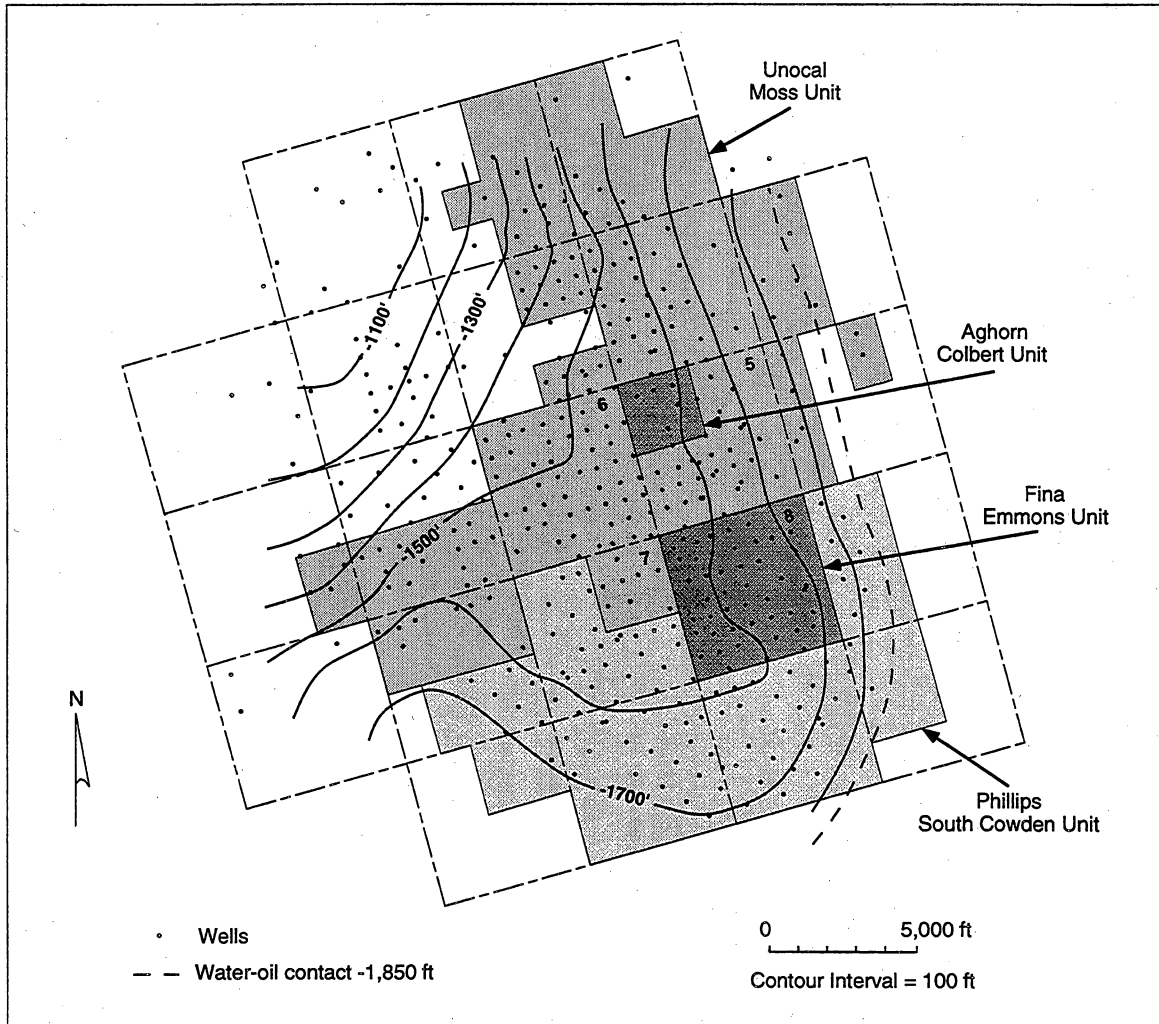 Unocal
Moss Unit
Aghorn
Colbert Unit
-1100'
-1300'
5
6
Fina
Emmons Unit
8
-1500'
7
N
-1700'
Phillips
South Cowden Unit
Wells
Water-oil contact -1,850 ft
0 5,000 ft
Contour Interval = 100 ft